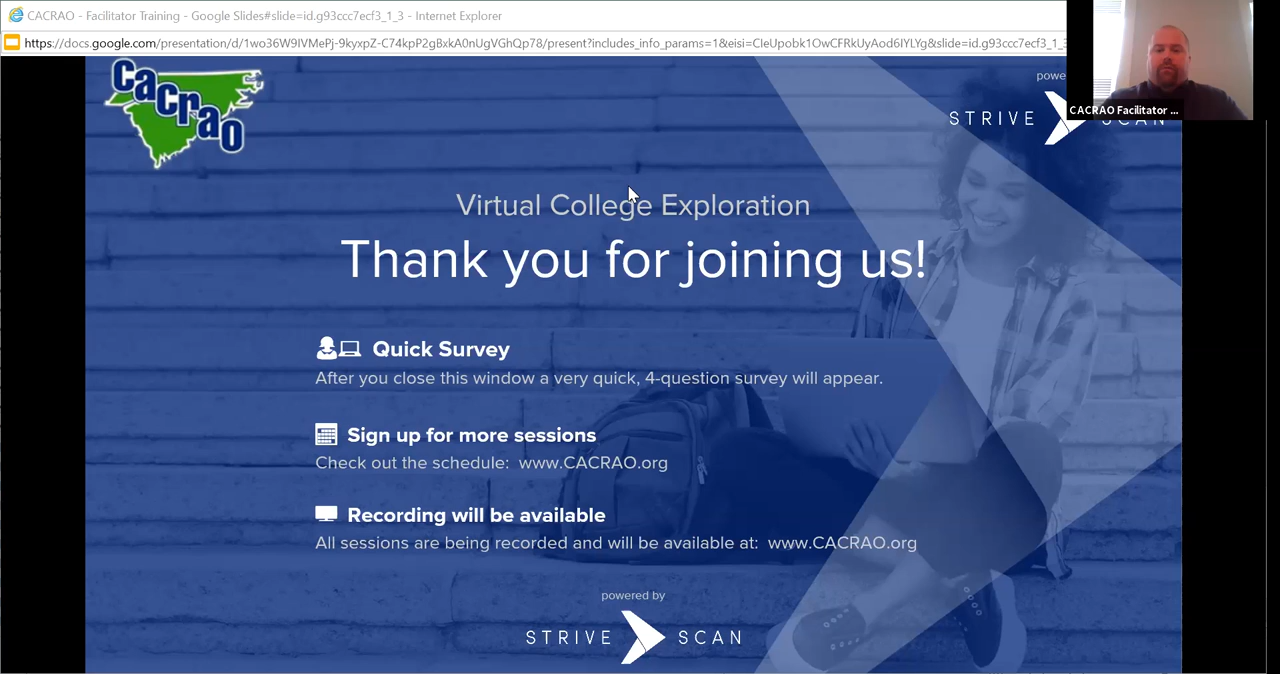 CACRAO - Facilitator Training - Google Slides#slide=id.g93ccc7ecf3_1_3 - Internet Explorer
https://docs.google.com/presentation/d/1wo36W9IVMePj-9kyxpZ-C74kpP2gBxkA0nUgVGhQp78/present?includes_info_params=1&eisi=CIeUpobk1OwCFRkUyAod6IYLYg&slide=id.g93ccc7ecf3_1_3
CACRAO Facilitator ...
cacrao
STRIVE SCAN
Virtual College Exploration
Thank you for joining us!
Quick Survey
After you close this window a very quick, 4-question survey will appear.
Sign up for more sessions
Check out the schedule: www.CACRAO.org
Recording will be available
All sessions are being recorded and will be available at: www.CACRAO.org
powered by
STRIVE SCAN